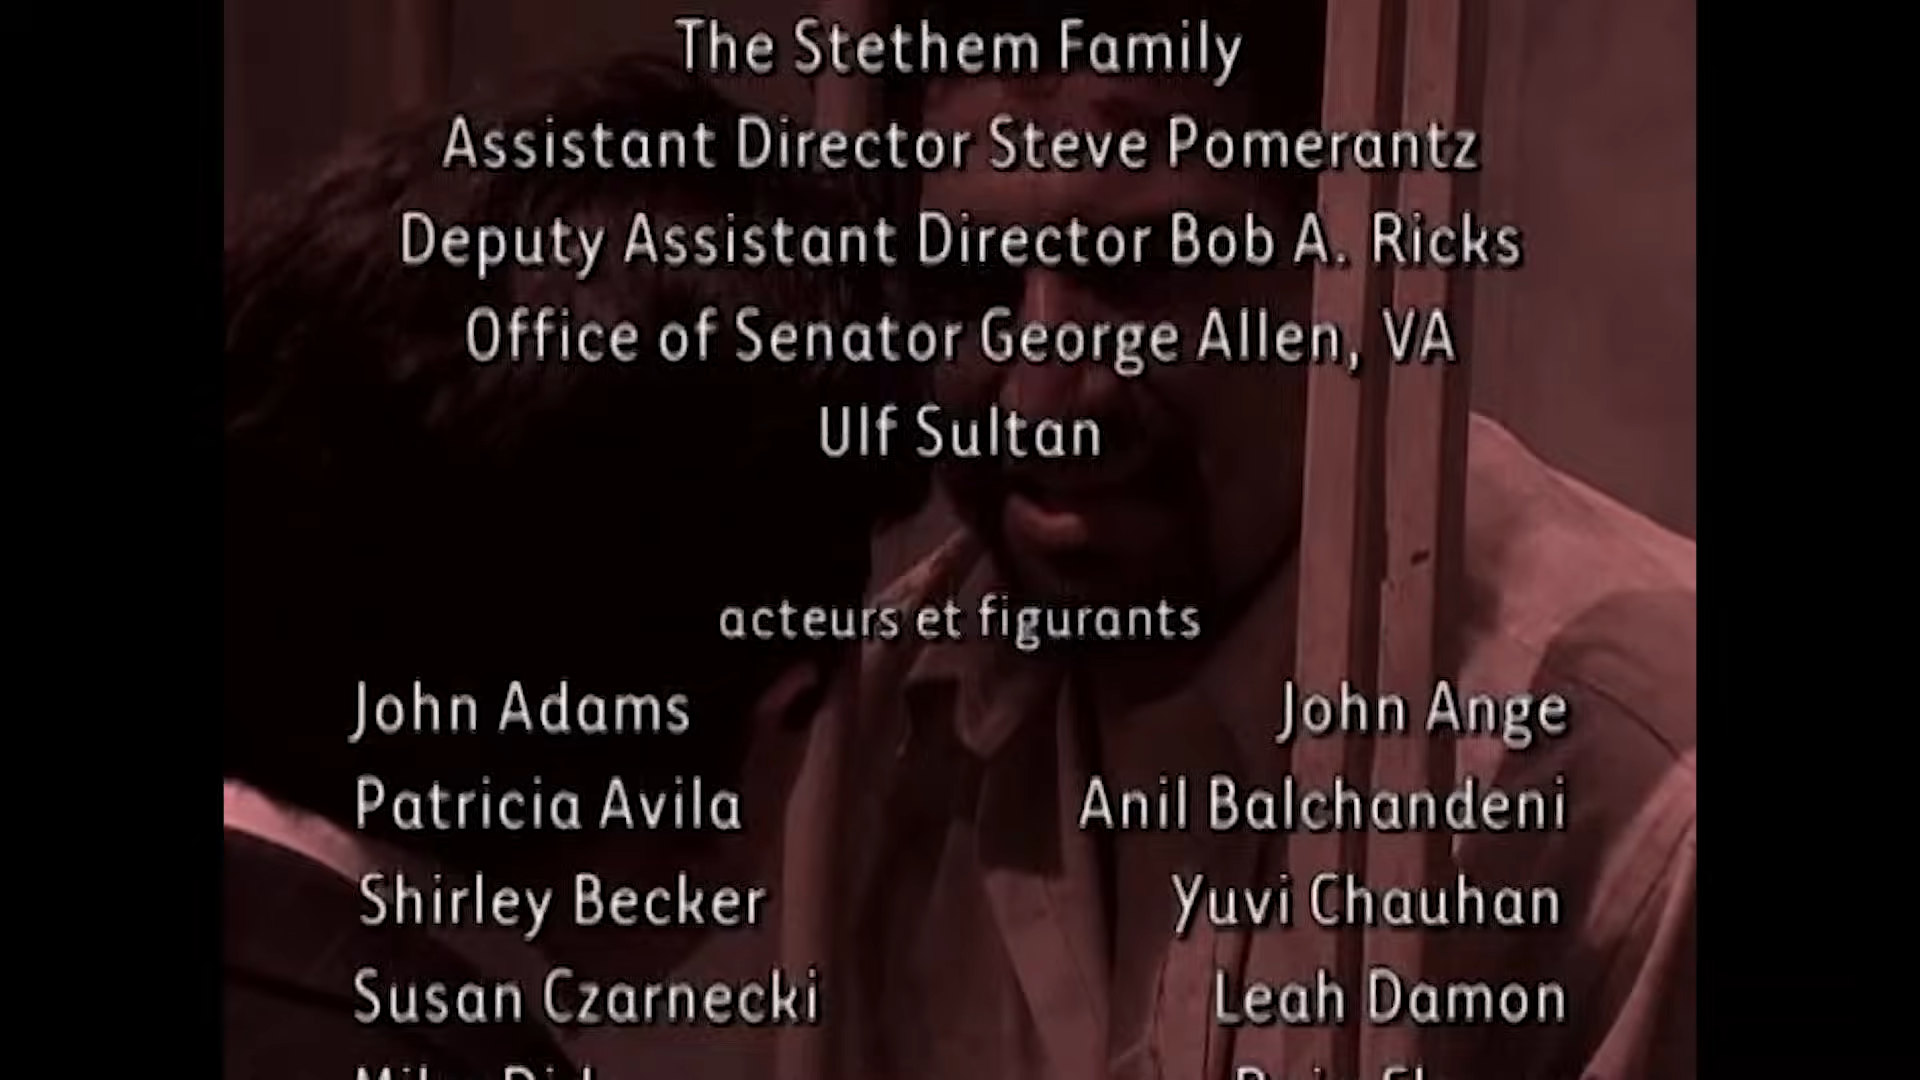 The Stethem Family
Assistant Director Steve Pomerantz
Deputy Assistant Director Bob A. Ricks
Office of Senator George Allen, VA
Ulf Sultan
acteurs et figurants
John Adams John Ange
Patricia Avila Anil Balchandeni
Shirley Becker Yuvi Chauhan
Susan Czarnecki Leah Damon